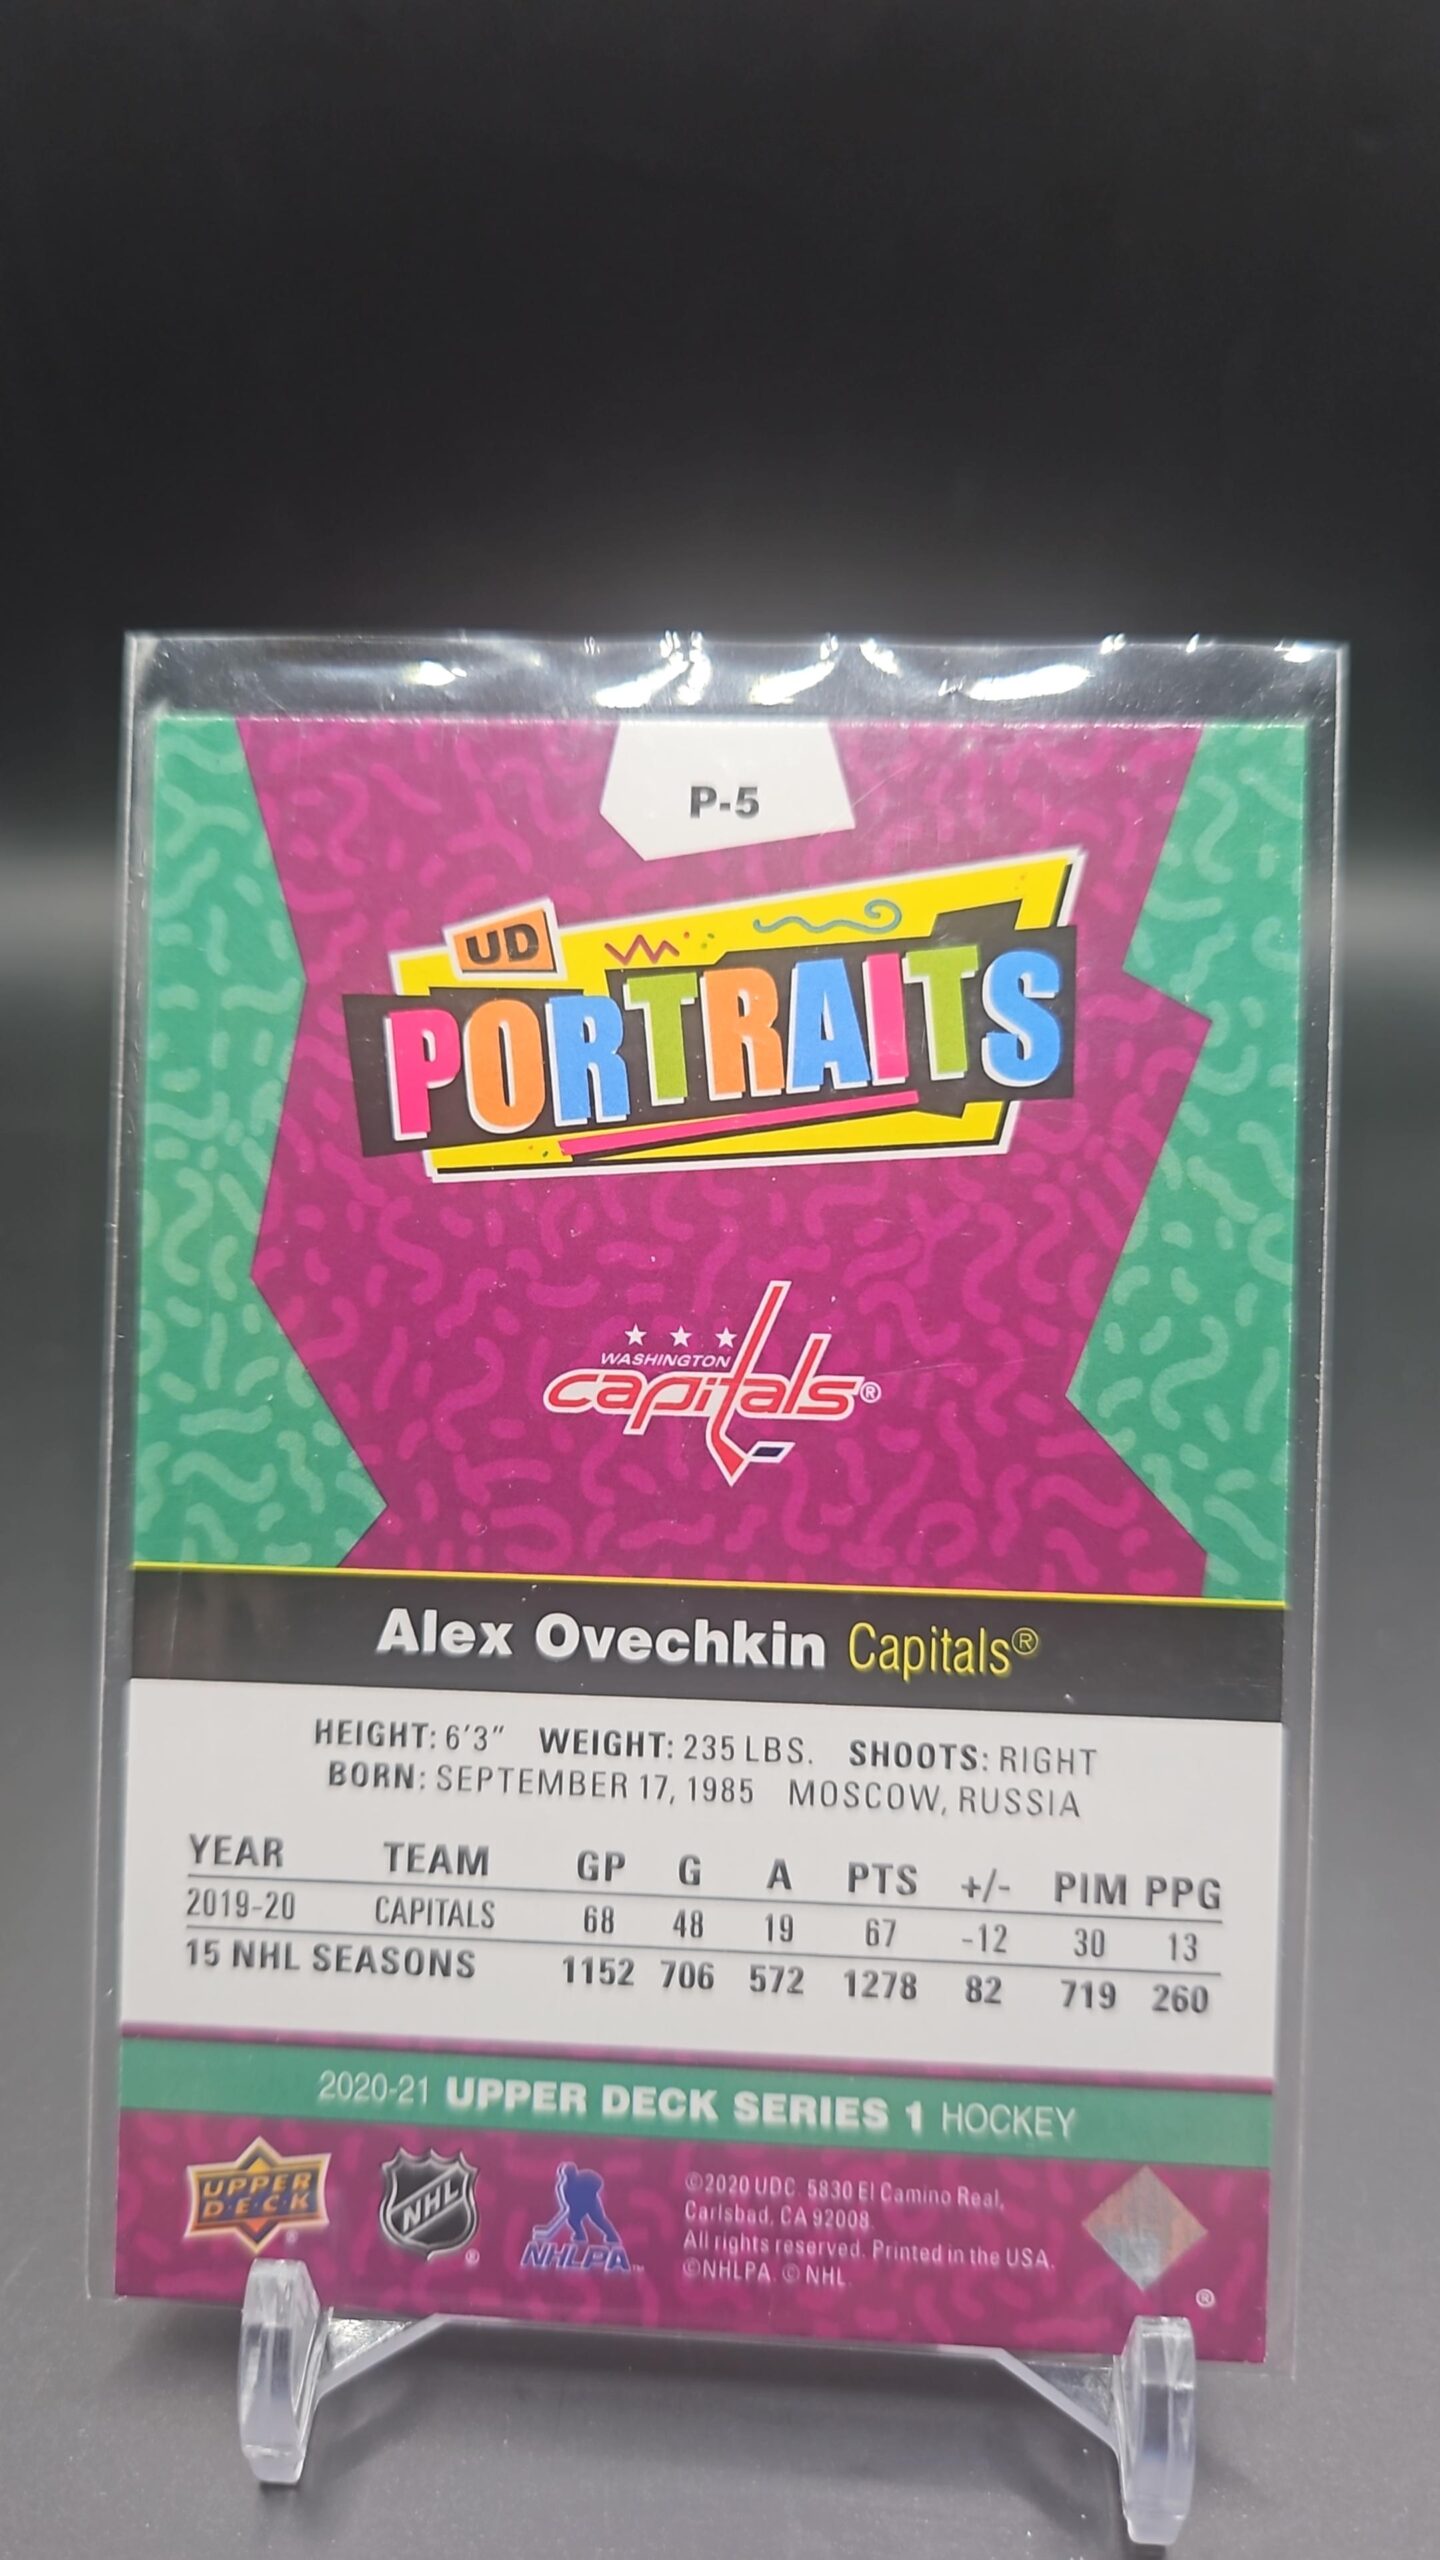 P-5
UD
PORTRAITS
WASHINGTON
capitals®
Alex Ovechkin Capitals®
HEIGHT: 6'3" WEIGHT: 235 LBS. SHOOTS: RIGHT
BORN: SEPTEMBER 17, 1985 MOSCOW, RUSSIA
YEAR TEAM GP G A PTS +/- PIM PPG
2019-20 CAPITALS 68 48 19 67 -12 30 13
15 NHL SEASONS 1152 706 572 1278 82 719 260
2020-21 UPPER DECK SERIES 1 HOCKEY
UPPER
DECK
®
NHL
®
NHLPA™
©2020 UDC. 5830 El Camino Real,
Carlsbad, CA 92008.
All rights reserved. Printed in the USA.
©NHLPA. © NHL.
®